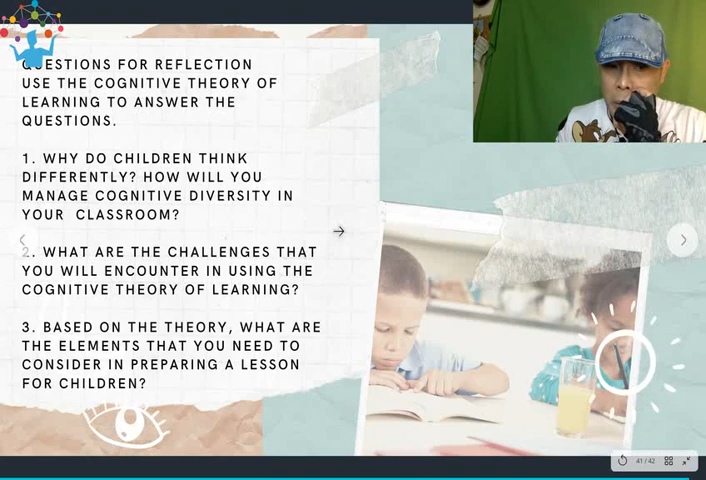 QUESTIONS FOR REFLECTION
USE THE COGNITIVE THEORY OF
LEARNING TO ANSWER THE
QUESTIONS.
1. WHY DO CHILDREN THINK
DIFFERENTLY? HOW WILL YOU
MANAGE COGNITIVE DIVERSITY IN
YOUR CLASSROOM?
2. WHAT ARE THE CHALLENGES THAT
YOU WILL ENCOUNTER IN USING THE
COGNITIVE THEORY OF LEARNING?
3. BASED ON THE THEORY, WHAT ARE
THE ELEMENTS THAT YOU NEED TO
CONSIDER IN PREPARING A LESSON
FOR CHILDREN?
41 / 42